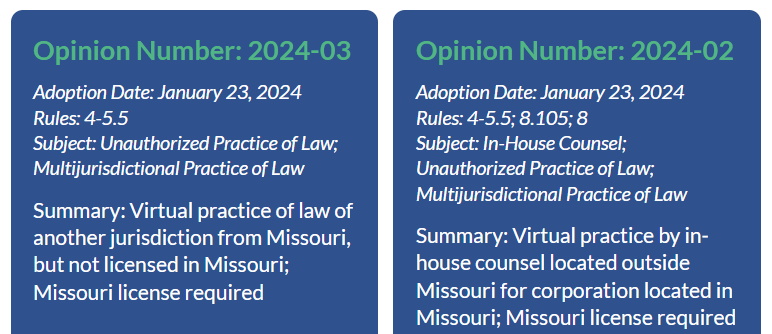 Opinion Number: 2024-03
Adoption Date: January 23, 2024
Rules: 4-5.5
Subject: Unauthorized Practice of Law;
Multijurisdictional Practice of Law
Summary: Virtual practice of law of
another jurisdiction from Missouri,
but not licensed in Missouri;
Missouri license required
Opinion Number: 2024-02
Adoption Date: January 23, 2024
Rules: 4-5.5; 8.105; 8
Subject: In-House Counsel;
Unauthorized Practice of Law;
Multijurisdictional Practice of Law
Summary: Virtual practice by in-
house counsel located outside
Missouri for corporation located in
Missouri; Missouri license required